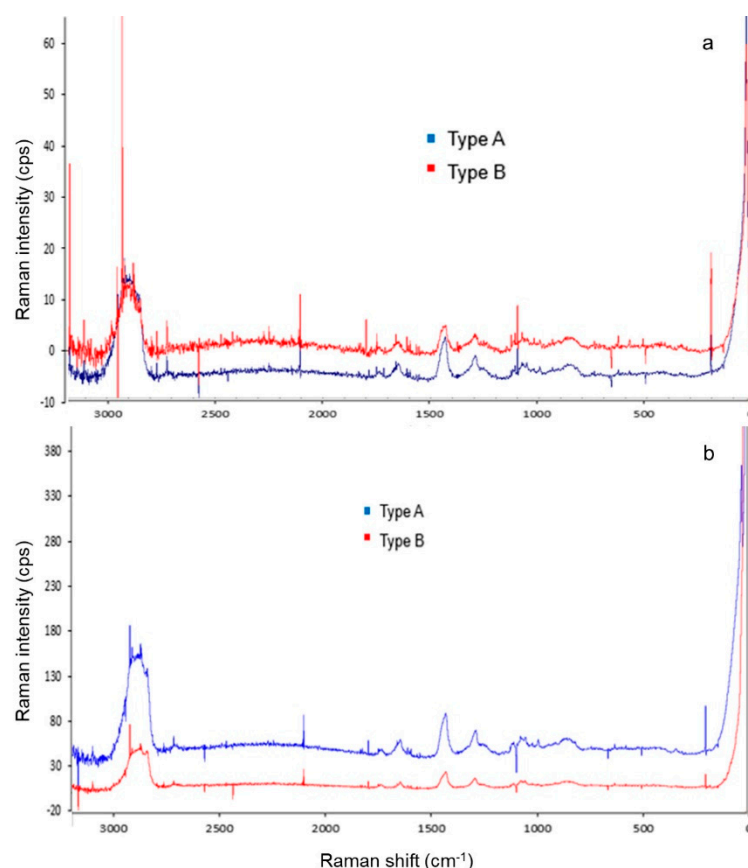 a
Raman intensity (cps)
60
50
40
30
20
10
0
-10
Type A
Type B
3000 2500 2000 1500 1000 500 0
b
Raman intensity (cps)
380
330
280
230
180
130
80
30
-20
Type A
Type B
3000 2500 2000 1500 1000 500 0
Raman shift (cm⁻¹)